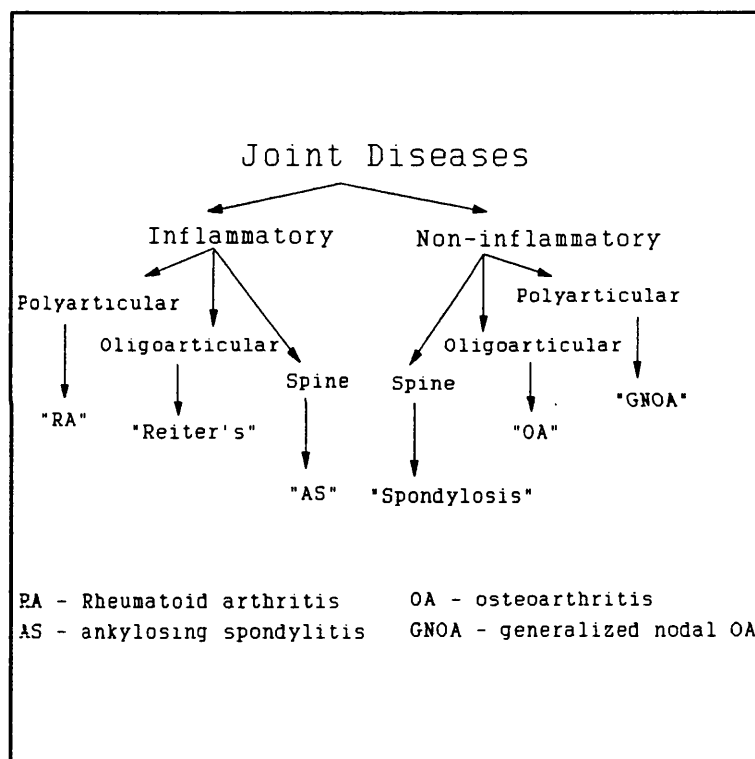 Joint Diseases
Inflammatory Non-inflammatory
Polyarticular Polyarticular
Oligoarticular Oligoarticular
Spine Spine
"RA" "Reiter's" "OA" "GNOA"
"AS" "Spondylosis"
RA - Rheumatoid arthritis OA - osteoarthritis
AS - ankylosing spondylitis GNOA - generalized nodal OA